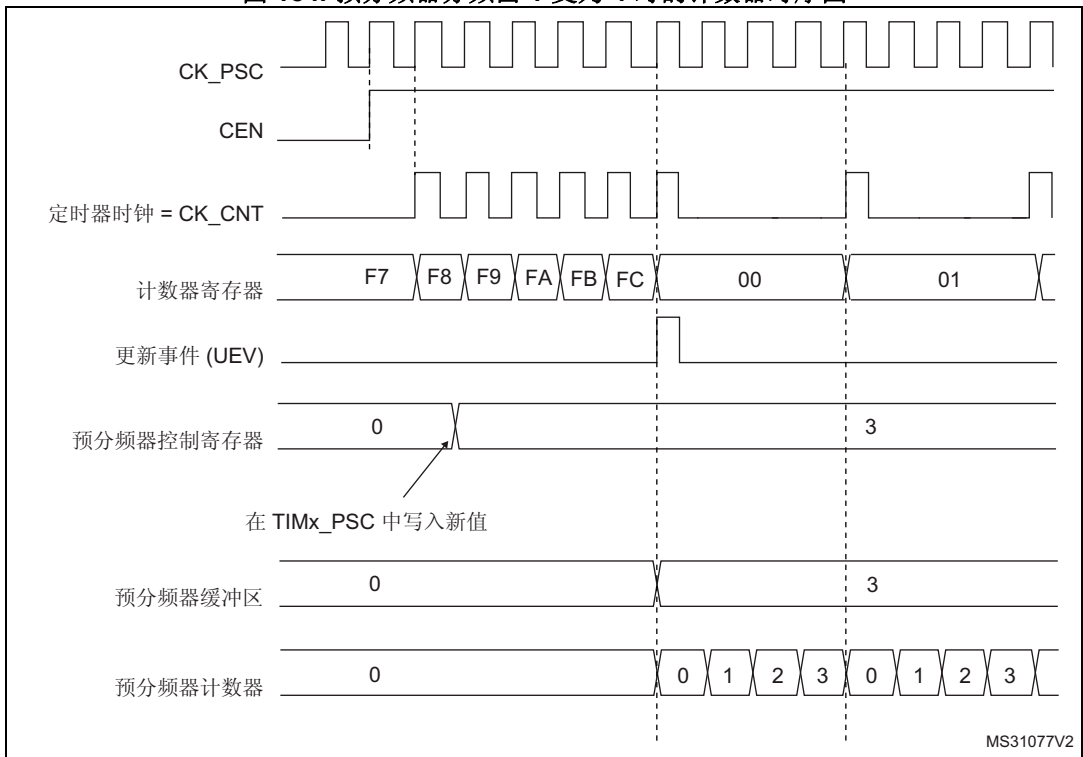 CK_PSC
CEN
定时器时钟 = CK_CNT
计数器寄存器 F7 F8 F9 FA FB FC 00 01
更新事件 (UEV)
预分频器控制寄存器 0 3
在 TIMx_PSC 中写入新值
预分频器缓冲区 0 3
预分频器计数器 0 0 1 2 3 0 1 2 3
MS31077V2